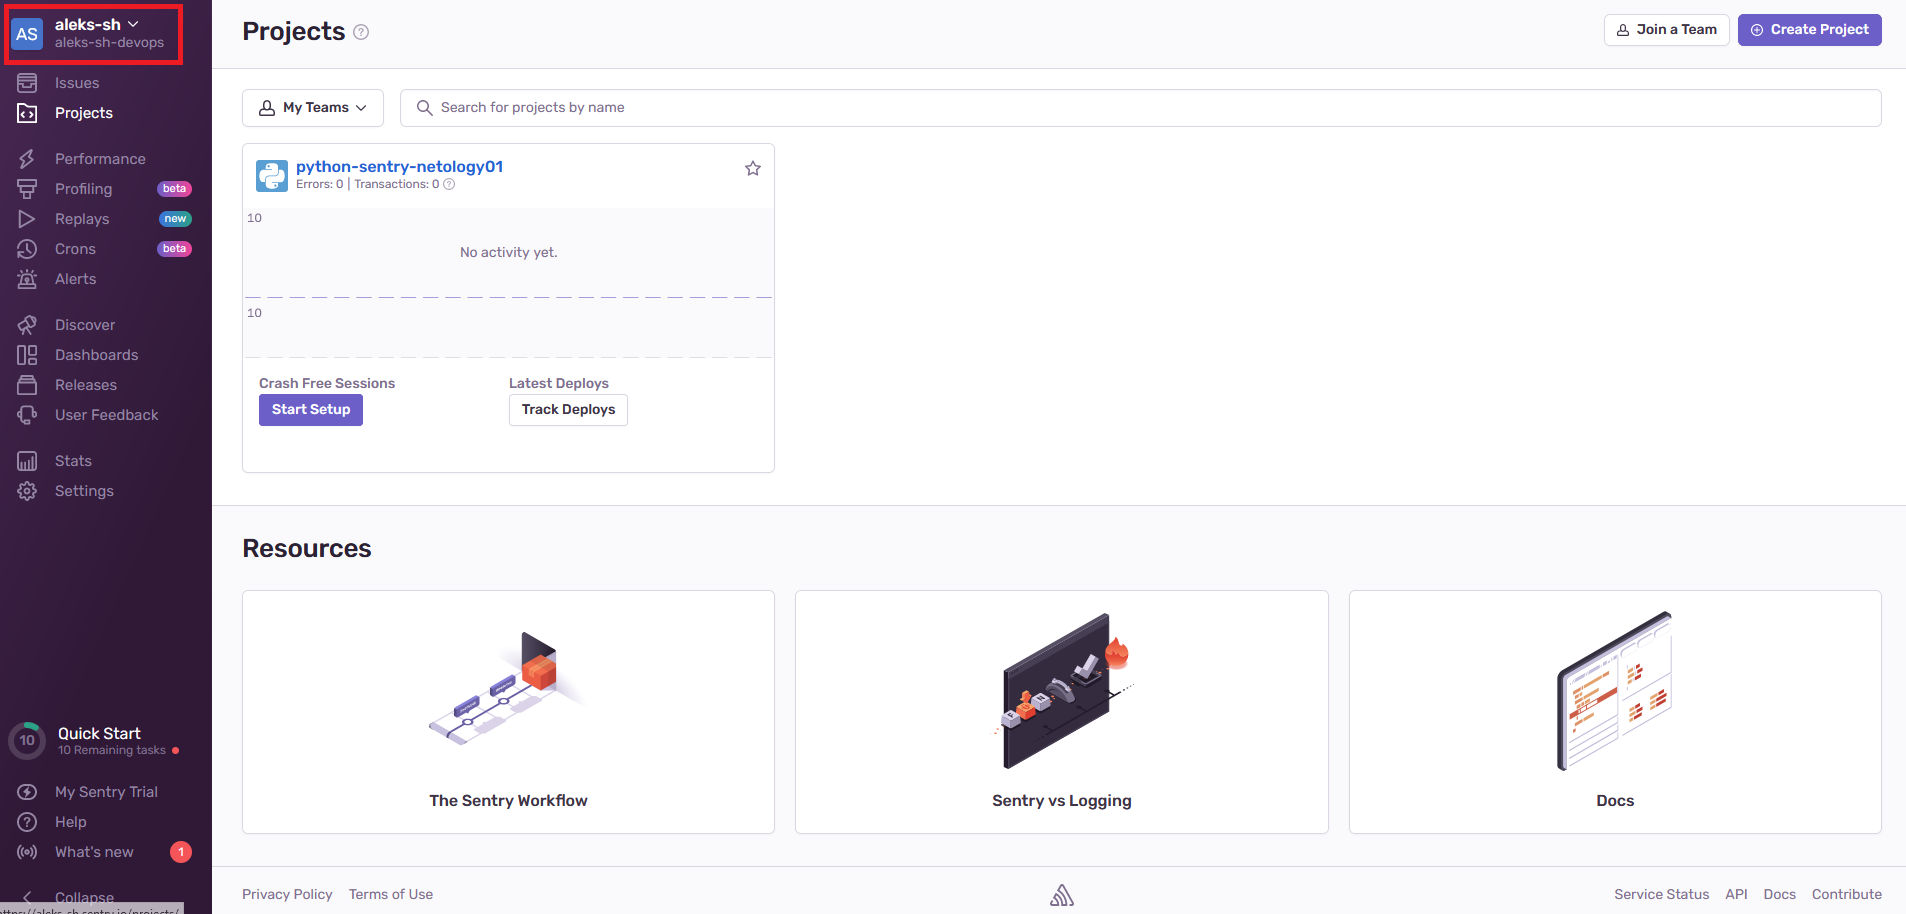 AS
aleks-sh
aleks-sh-devops
Issues
Projects
Performance
Profiling beta
Replays new
Crons beta
Alerts
Discover
Dashboards
Releases
User Feedback
Stats
Settings
10
Quick Start
10 Remaining tasks
My Sentry Trial
Help
What's new 1
Collapse
Projects
Join a Team
Create Project
My Teams
Search for projects by name
python-sentry-netology01
Errors: 0 | Transactions: 0
10
No activity yet.
10
Crash Free Sessions
Start Setup
Latest Deploys
Track Deploys
Resources
The Sentry Workflow
Sentry vs Logging
Docs
Privacy Policy Terms of Use
Service Status API Docs Contribute